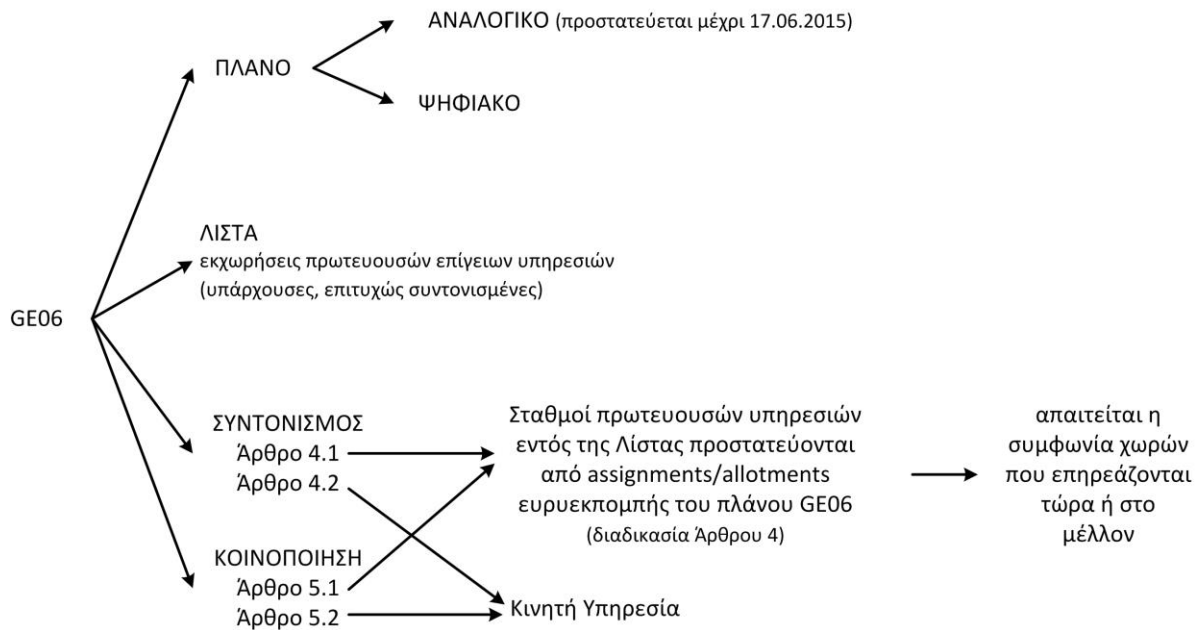 ΑΝΑΛΟΓΙΚΟ (προστατεύεται μέχρι 17.06.2015)
ΠΛΑΝΟ
ΨΗΦΙΑΚΟ
ΛΙΣΤΑ
εκχωρήσεις πρωτευουσών επίγειων υπηρεσιών
(υπάρχουσες, επιτυχώς συντονισμένες)
GE06
ΣΥΝΤΟΝΙΣΜΟΣ
Άρθρο 4.1
Άρθρο 4.2
Σταθμοί πρωτευουσών υπηρεσιών
εντός της Λίστας προστατεύονται
από assignments/allotments
ευρυεκπομπής του πλάνου GE06
(διαδικασία Άρθρου 4)
απαιτείται η
συμφωνία χωρών
που επηρεάζονται
τώρα ή στο
μέλλον
ΚΟΙΝΟΠΟΙΗΣΗ
Άρθρο 5.1
Άρθρο 5.2
Κινητή Υπηρεσία